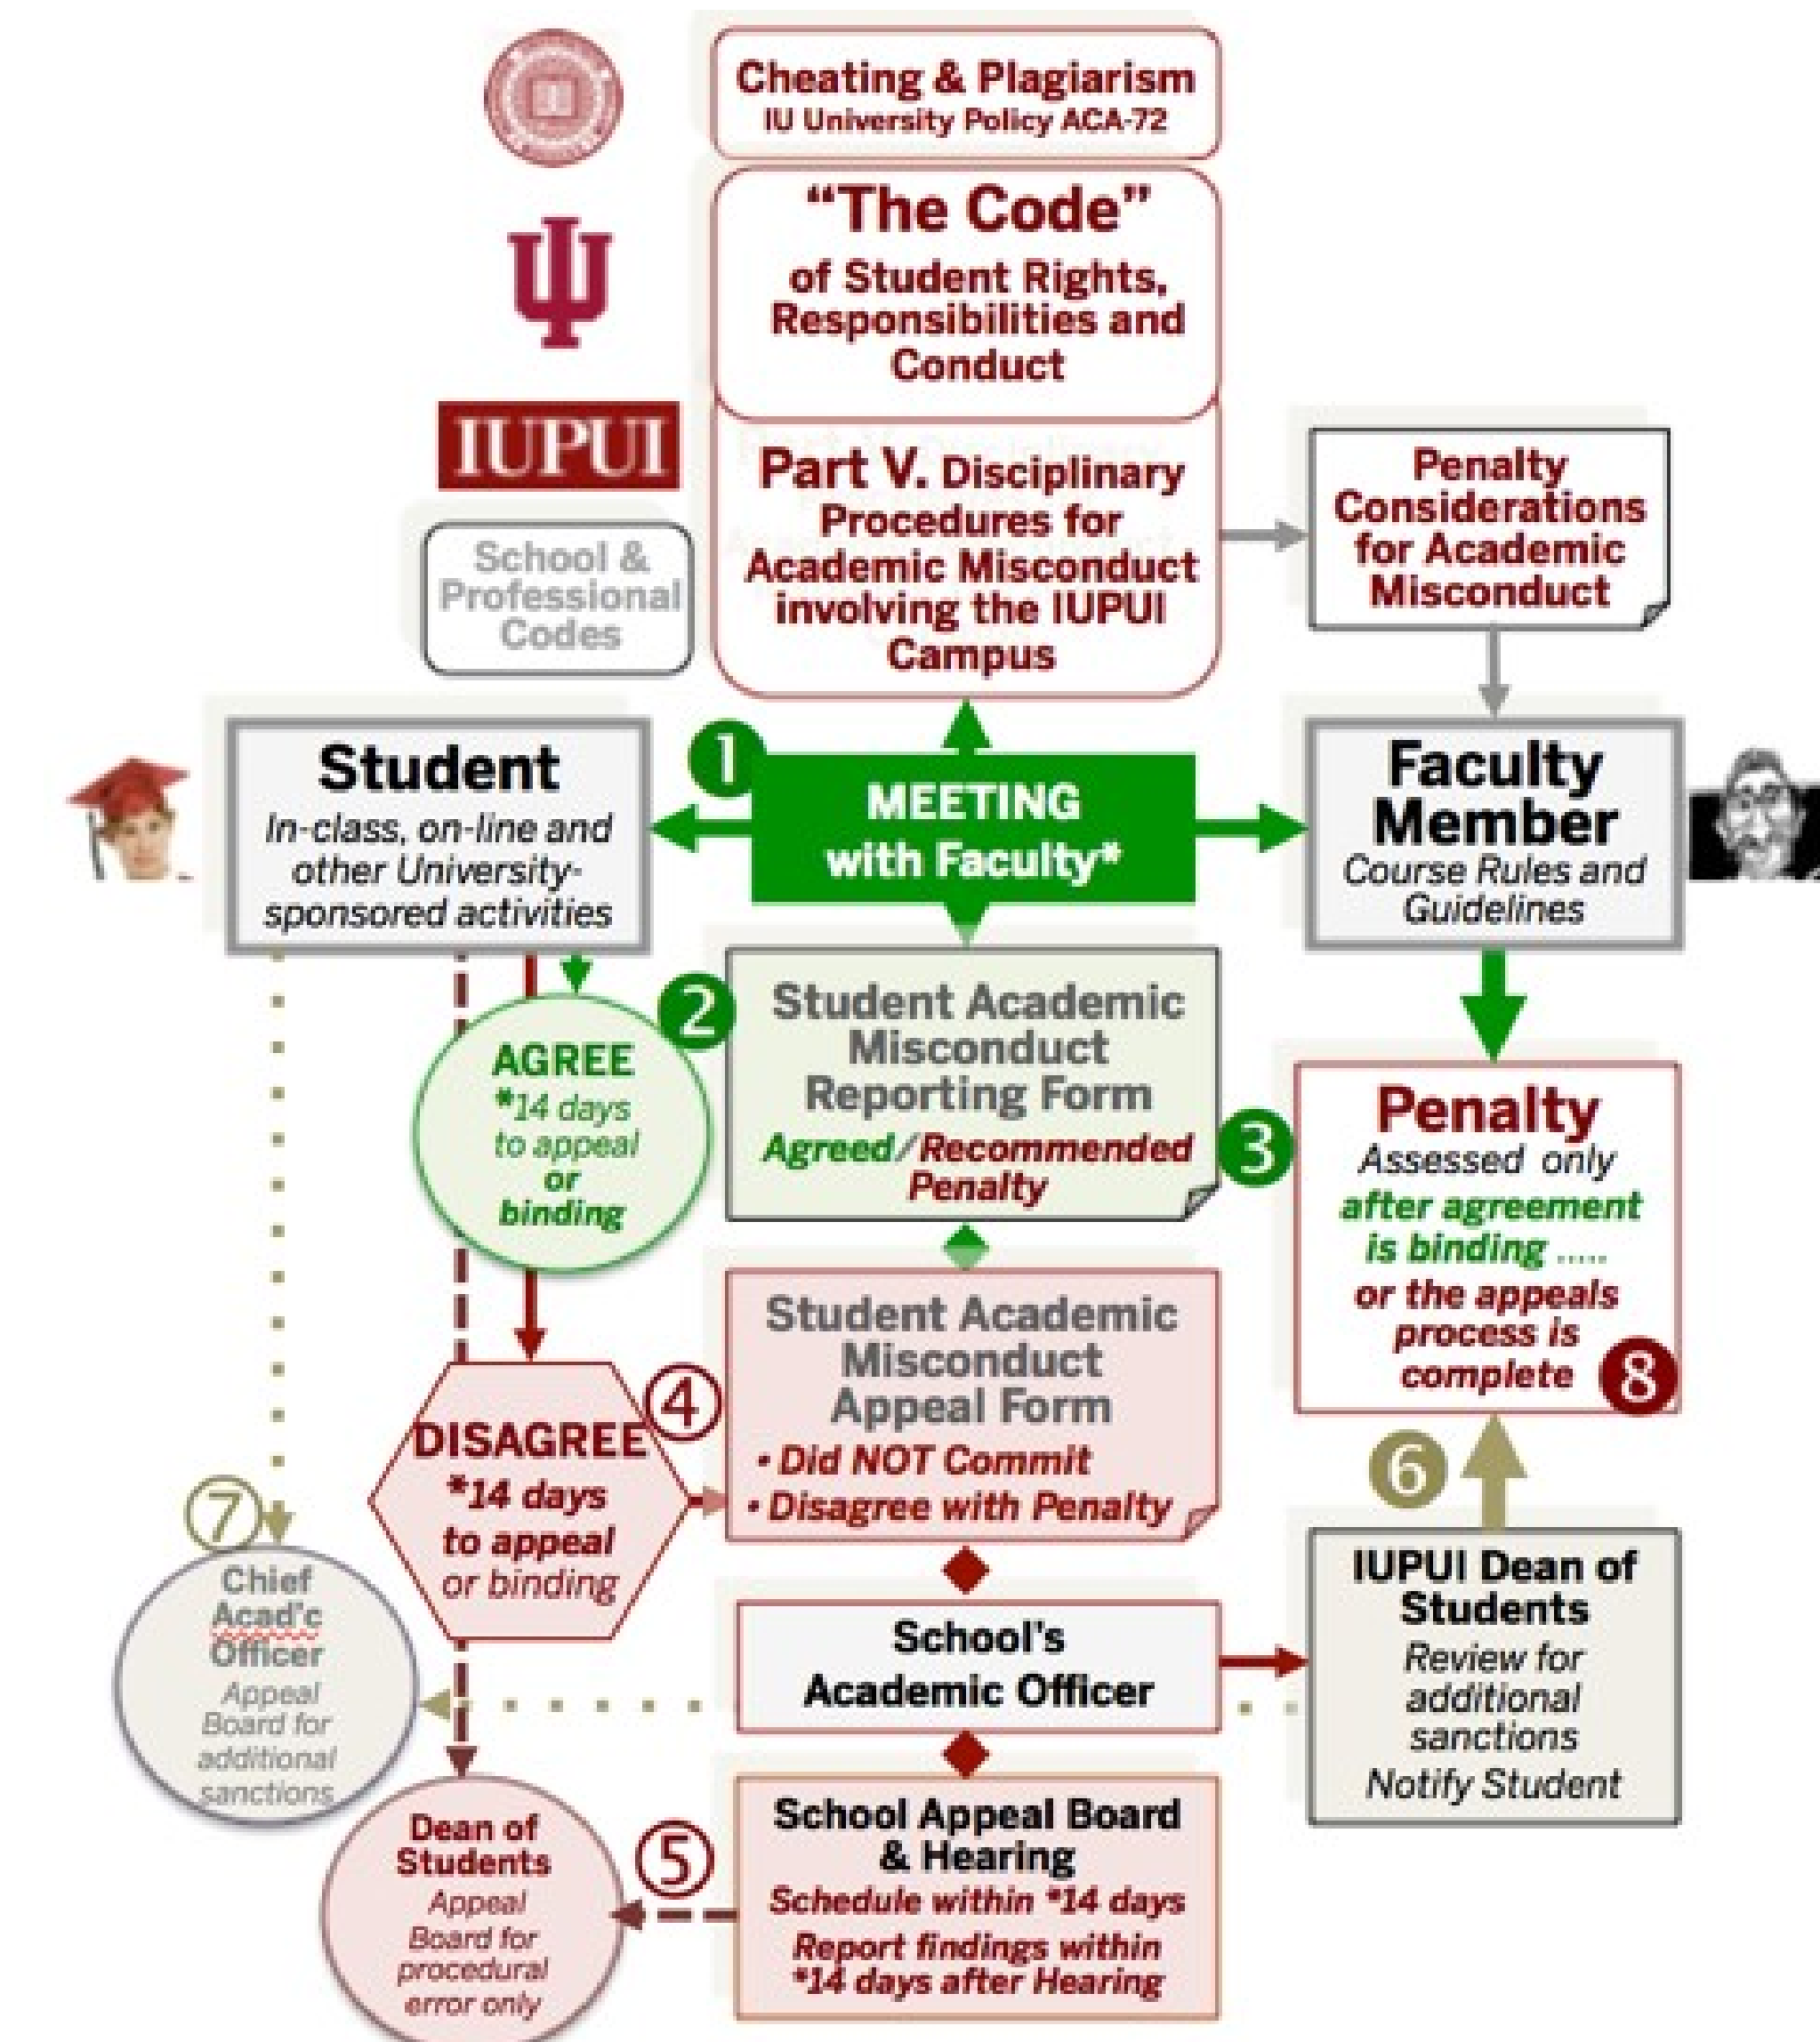 Cheating & Plagiarism
IU University Policy ACA-72
“The Code”
of Student Rights,
Responsibilities and
Conduct
IUPUI
Part V. Disciplinary
Procedures for
Academic Misconduct
involving the IUPUI
Campus
School &
Professional
Codes
Penalty
Considerations
for Academic
Misconduct
Student
In-class, on-line and
other University-
sponsored activities
1
MEETING
with Faculty*
Faculty
Member
Course Rules and
Guidelines
AGREE
*14 days
to appeal
or
binding
2
Student Academic
Misconduct
Reporting Form
Agreed/Recommended
Penalty
3
Penalty
Assessed only
after agreement
is binding .....
or the appeals
process is
complete
8
DISAGREE
*14 days
to appeal
or binding
4
Student Academic
Misconduct
Appeal Form
• Did NOT Commit
• Disagree with Penalty
6
7
Chief
Acad'c
Officer
Appeal
Board for
additional
sanctions
School's
Academic Officer
IUPUI Dean of
Students
Review for
additional
sanctions
Notify Student
Dean of
Students
Appeal
Board for
procedural
error only
5
School Appeal Board
& Hearing
Schedule within *14 days
Report findings within
*14 days after Hearing